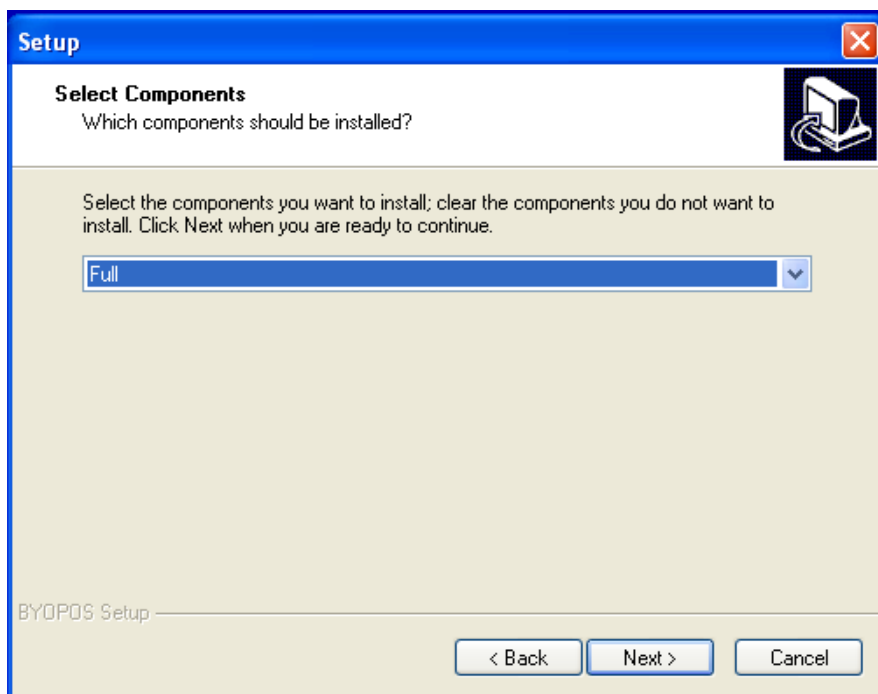 Setup
Select Components
Which components should be installed?
Select the components you want to install; clear the components you do not want to
install. Click Next when you are ready to continue.
Full
BYOPOS Setup
< Back Next > Cancel